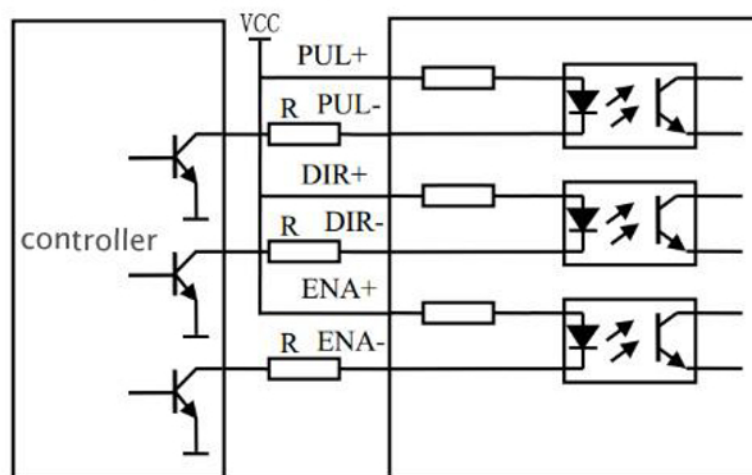 VCC
PUL+
R PUL-
DIR+
controller
R DIR-
ENA+
R ENA-